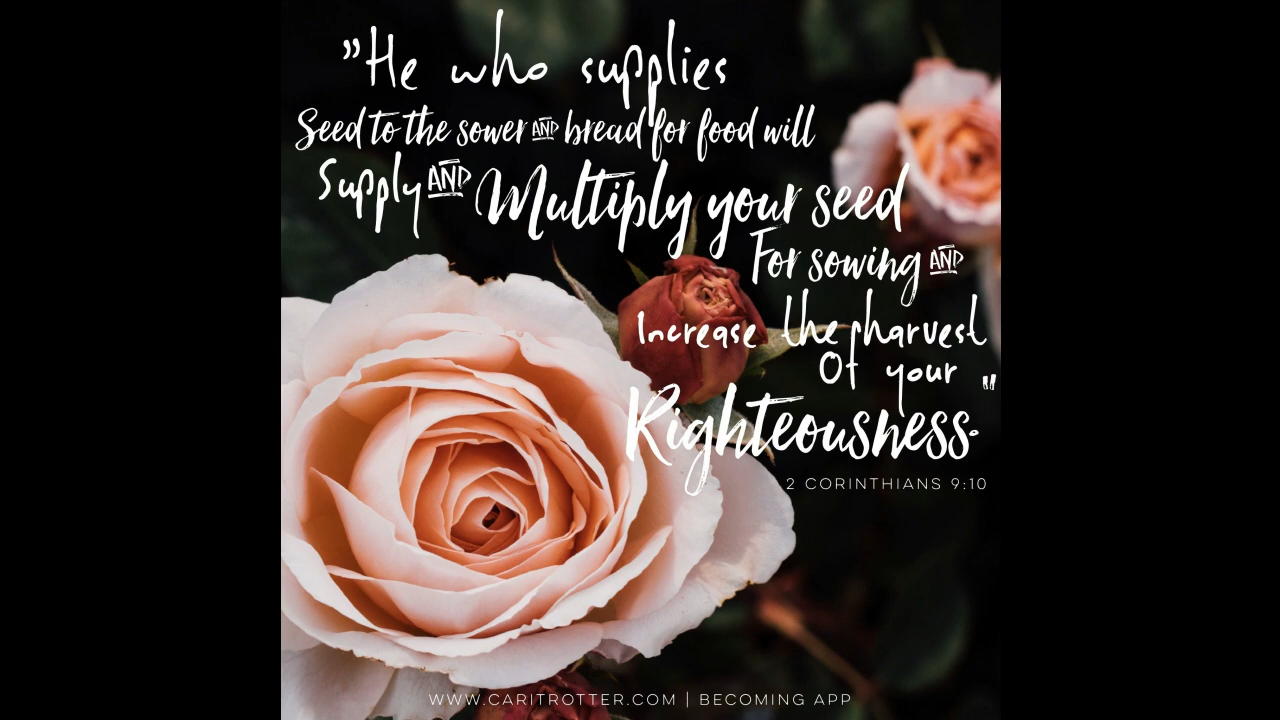 "He who supplies
Seed to the sower AND bread for food will
Supply AND Multiply your seed
For sowing AND
Increase the harvest
Of your
Righteousness."
2 CORINTHIANS 9:10
WWW.CARITROTTER.COM | BECOMING APP